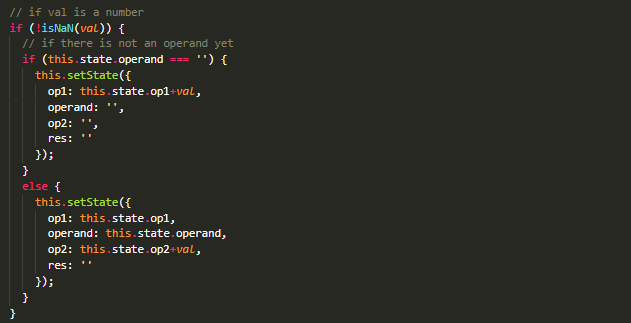 // if val is a number
if (!isNaN(val)) {
  // if there is not an operand yet
  if (this.state.operand === '') {
    this.setState({
      op1: this.state.op1+val,
      operand: '',
      op2: '',
      res: ''
    });
  }
  else {
    this.setState({
      op1: this.state.op1,
      operand: this.state.operand,
      op2: this.state.op2+val,
      res: ''
    });
  }
}